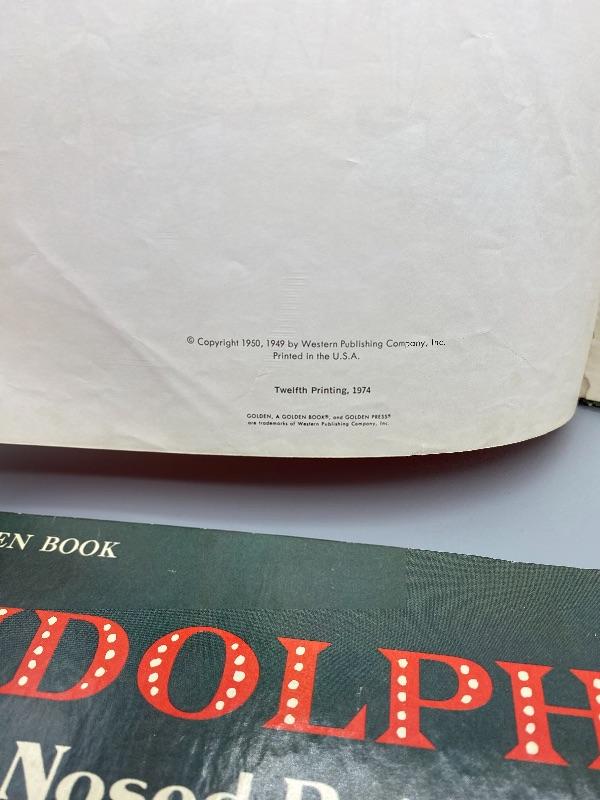 © Copyright 1950, 1949 by Western Publishing Company, Inc.
Printed in the U.S.A.
Twelfth Printing, 1974
GOLDEN, A GOLDEN BOOK®, and GOLDEN PRESS®
are trademarks of Western Publishing Company, Inc.
EN BOOK
DOLPH
Nosed